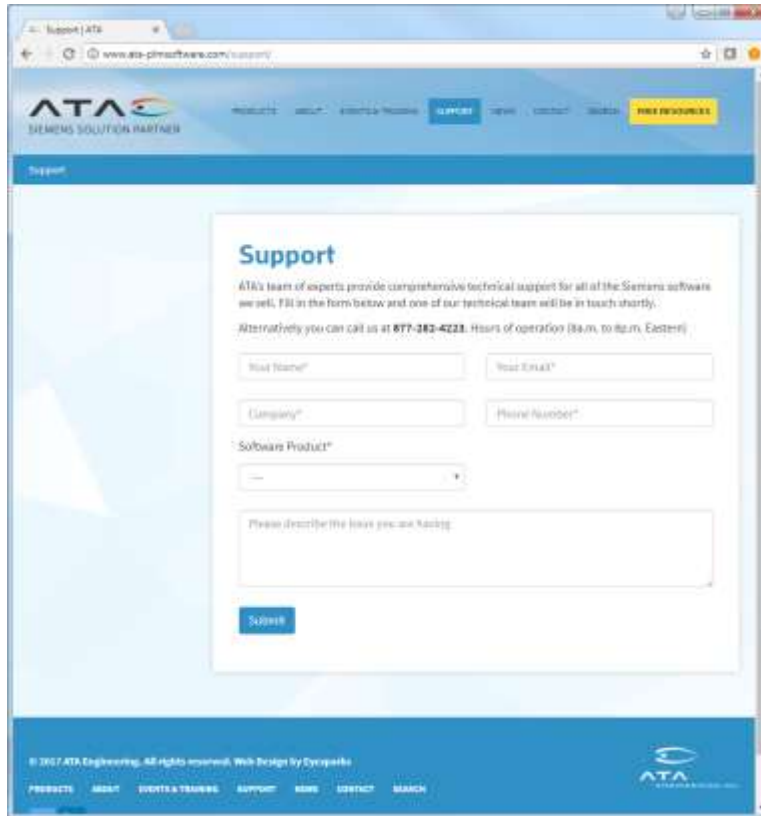 Support | ATA
www.ata-plmsoftware.com/support/
ATA
SIEMENS SOLUTION PARTNER
PRODUCTS ABOUT EVENTS & TRAINING SUPPORT NEWS CONTACT SEARCH FREE RESOURCES
Support
Support
ATA's team of experts provide comprehensive technical support for all of the Siemens software
we sell. Fill in the form below and one of our technical team will be in touch shortly.
Alternatively you can call us at 877-282-4223. Hours of operation (8a.m. to 8p.m. Eastern)
Your Name* Your Email*
Company* Phone Number*
Software Product*
---
Please describe the issue you are having
Submit
© 2017 ATA Engineering. All rights reserved. Web Design by Eyesparks
PRODUCTS ABOUT EVENTS & TRAINING SUPPORT NEWS CONTACT SEARCH
ATA